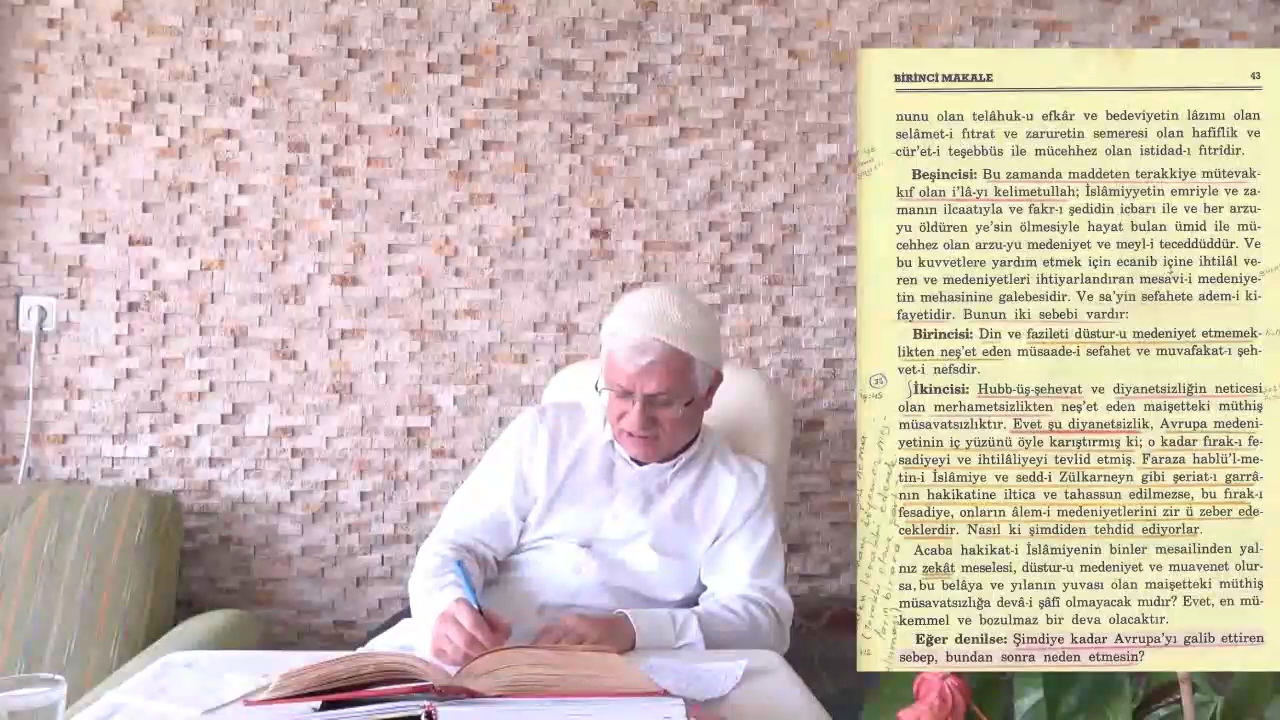 BİRİNCİ MAKALE 43
nunu olan telâhuk-u efkâr ve bedeviyetin lâzımı olan
selâmet-i fıtrat ve zaruretin semeresi olan hafiflik ve
cür'et-i teşebbüs ile mücehhez olan istidad-ı fıtrîdir.
Beşincisi: Bu zamanda maddeten terakkiye mütevak-
kıf olan i'lâ-yı kelimetullah; İslâmiyyetin emriyle ve za-
manın ilcaatıyla ve fakr-ı şedidin icbarı ile ve her arzu-
yu öldüren ye'sin ölmesiyle hayat bulan ümid ile mü-
cehhez olan arzu-yu medeniyet ve meyl-i teceddüddür. Ve
bu kuvvetlere yardım etmek için ecanib içine ihtilâl ve-
ren ve medeniyetleri ihtiyarlandıran mesavi-i medeniye-
tin mehasinine galebesidir. Ve sa'yin sefahete adem-i ki-
fayetidir. Bunun iki sebebi vardır:
Birincisi: Din ve fazileti düstur-u medeniyet etmemek-
likten neş'et eden müsaade-i sefahet ve muvafakat-ı şeh-
vet-i nefsdir.
İkincisi: Hubb-üş-şehevat ve diyanetsizliğin neticesi
olan merhametsizlikten neş'et eden maişetteki müthiş
müsavatsızlıktır. Evet şu diyanetsizlik, Avrupa medeni-
yetinin iç yüzünü öyle karıştırmış ki; o kadar fırak-ı fe-
sadiyeyi ve ihtilâliyeyi tevlid etmiş. Faraza hablü'l-me-
tin-i İslâmiye ve sedd-i Zülkarneyn gibi şeriat-ı garrâ-
nın hakikatine iltica ve tahassun edilmezse, bu fırak-ı
fesadiye, onların âlem-i medeniyetlerini zir ü zeber ede-
ceklerdir. Nasıl ki şimdiden tehdid ediyorlar.
Acaba hakikat-i İslâmiyenin binler mesailinden yal-
nız zekât meselesi, düstur-u medeniyet ve muavenet olur-
sa, bu belâya ve yılanın yuvası olan maişetteki müthiş
müsavatsızlığa devâ-i şâfi olmayacak mıdır? Evet, en mü-
kemmel ve bozulmaz bir deva olacaktır.
Eğer denilse: Şimdiye kadar Avrupa'yı galib ettiren
sebep, bundan sonra neden etmesin?